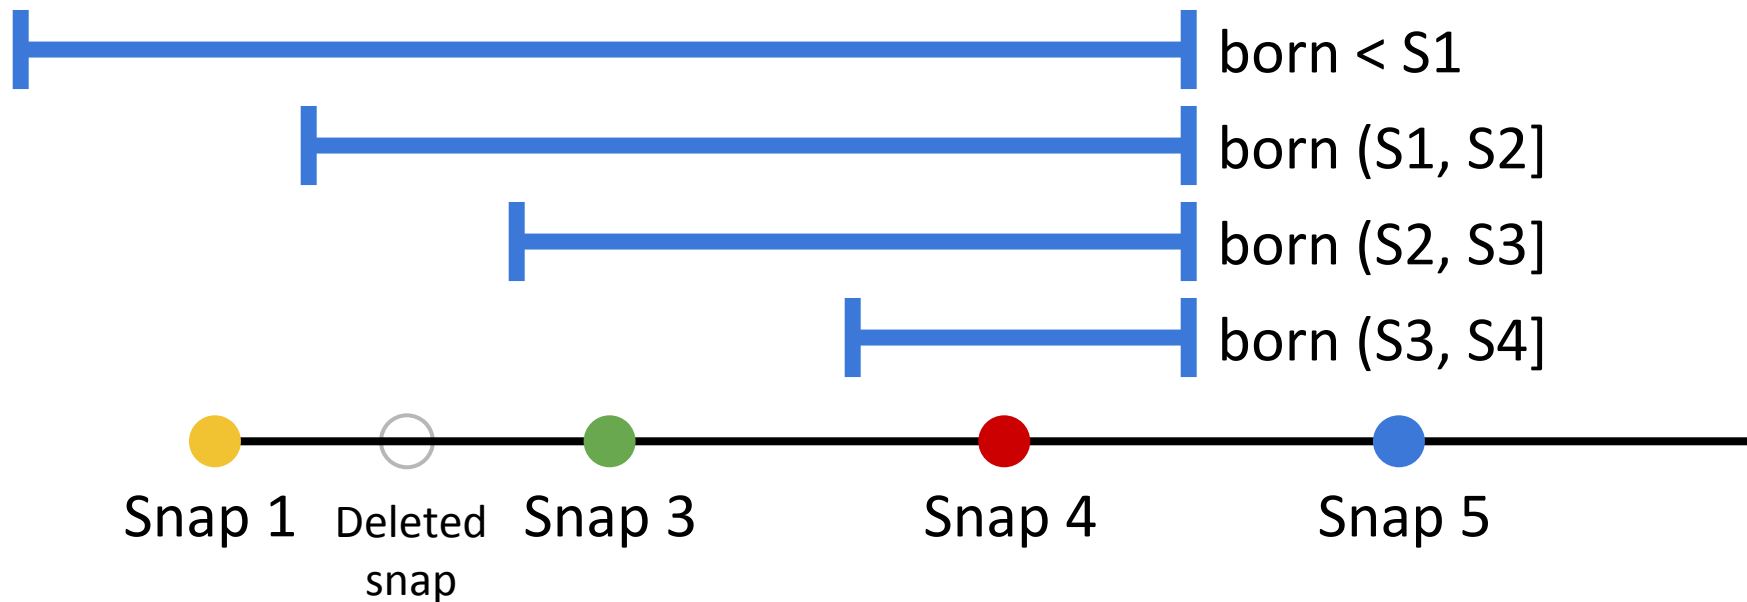 born < S1
born (S1, S2]
born (S2, S3]
born (S3, S4]
Snap 1
Deleted
snap
Snap 3
Snap 4
Snap 5